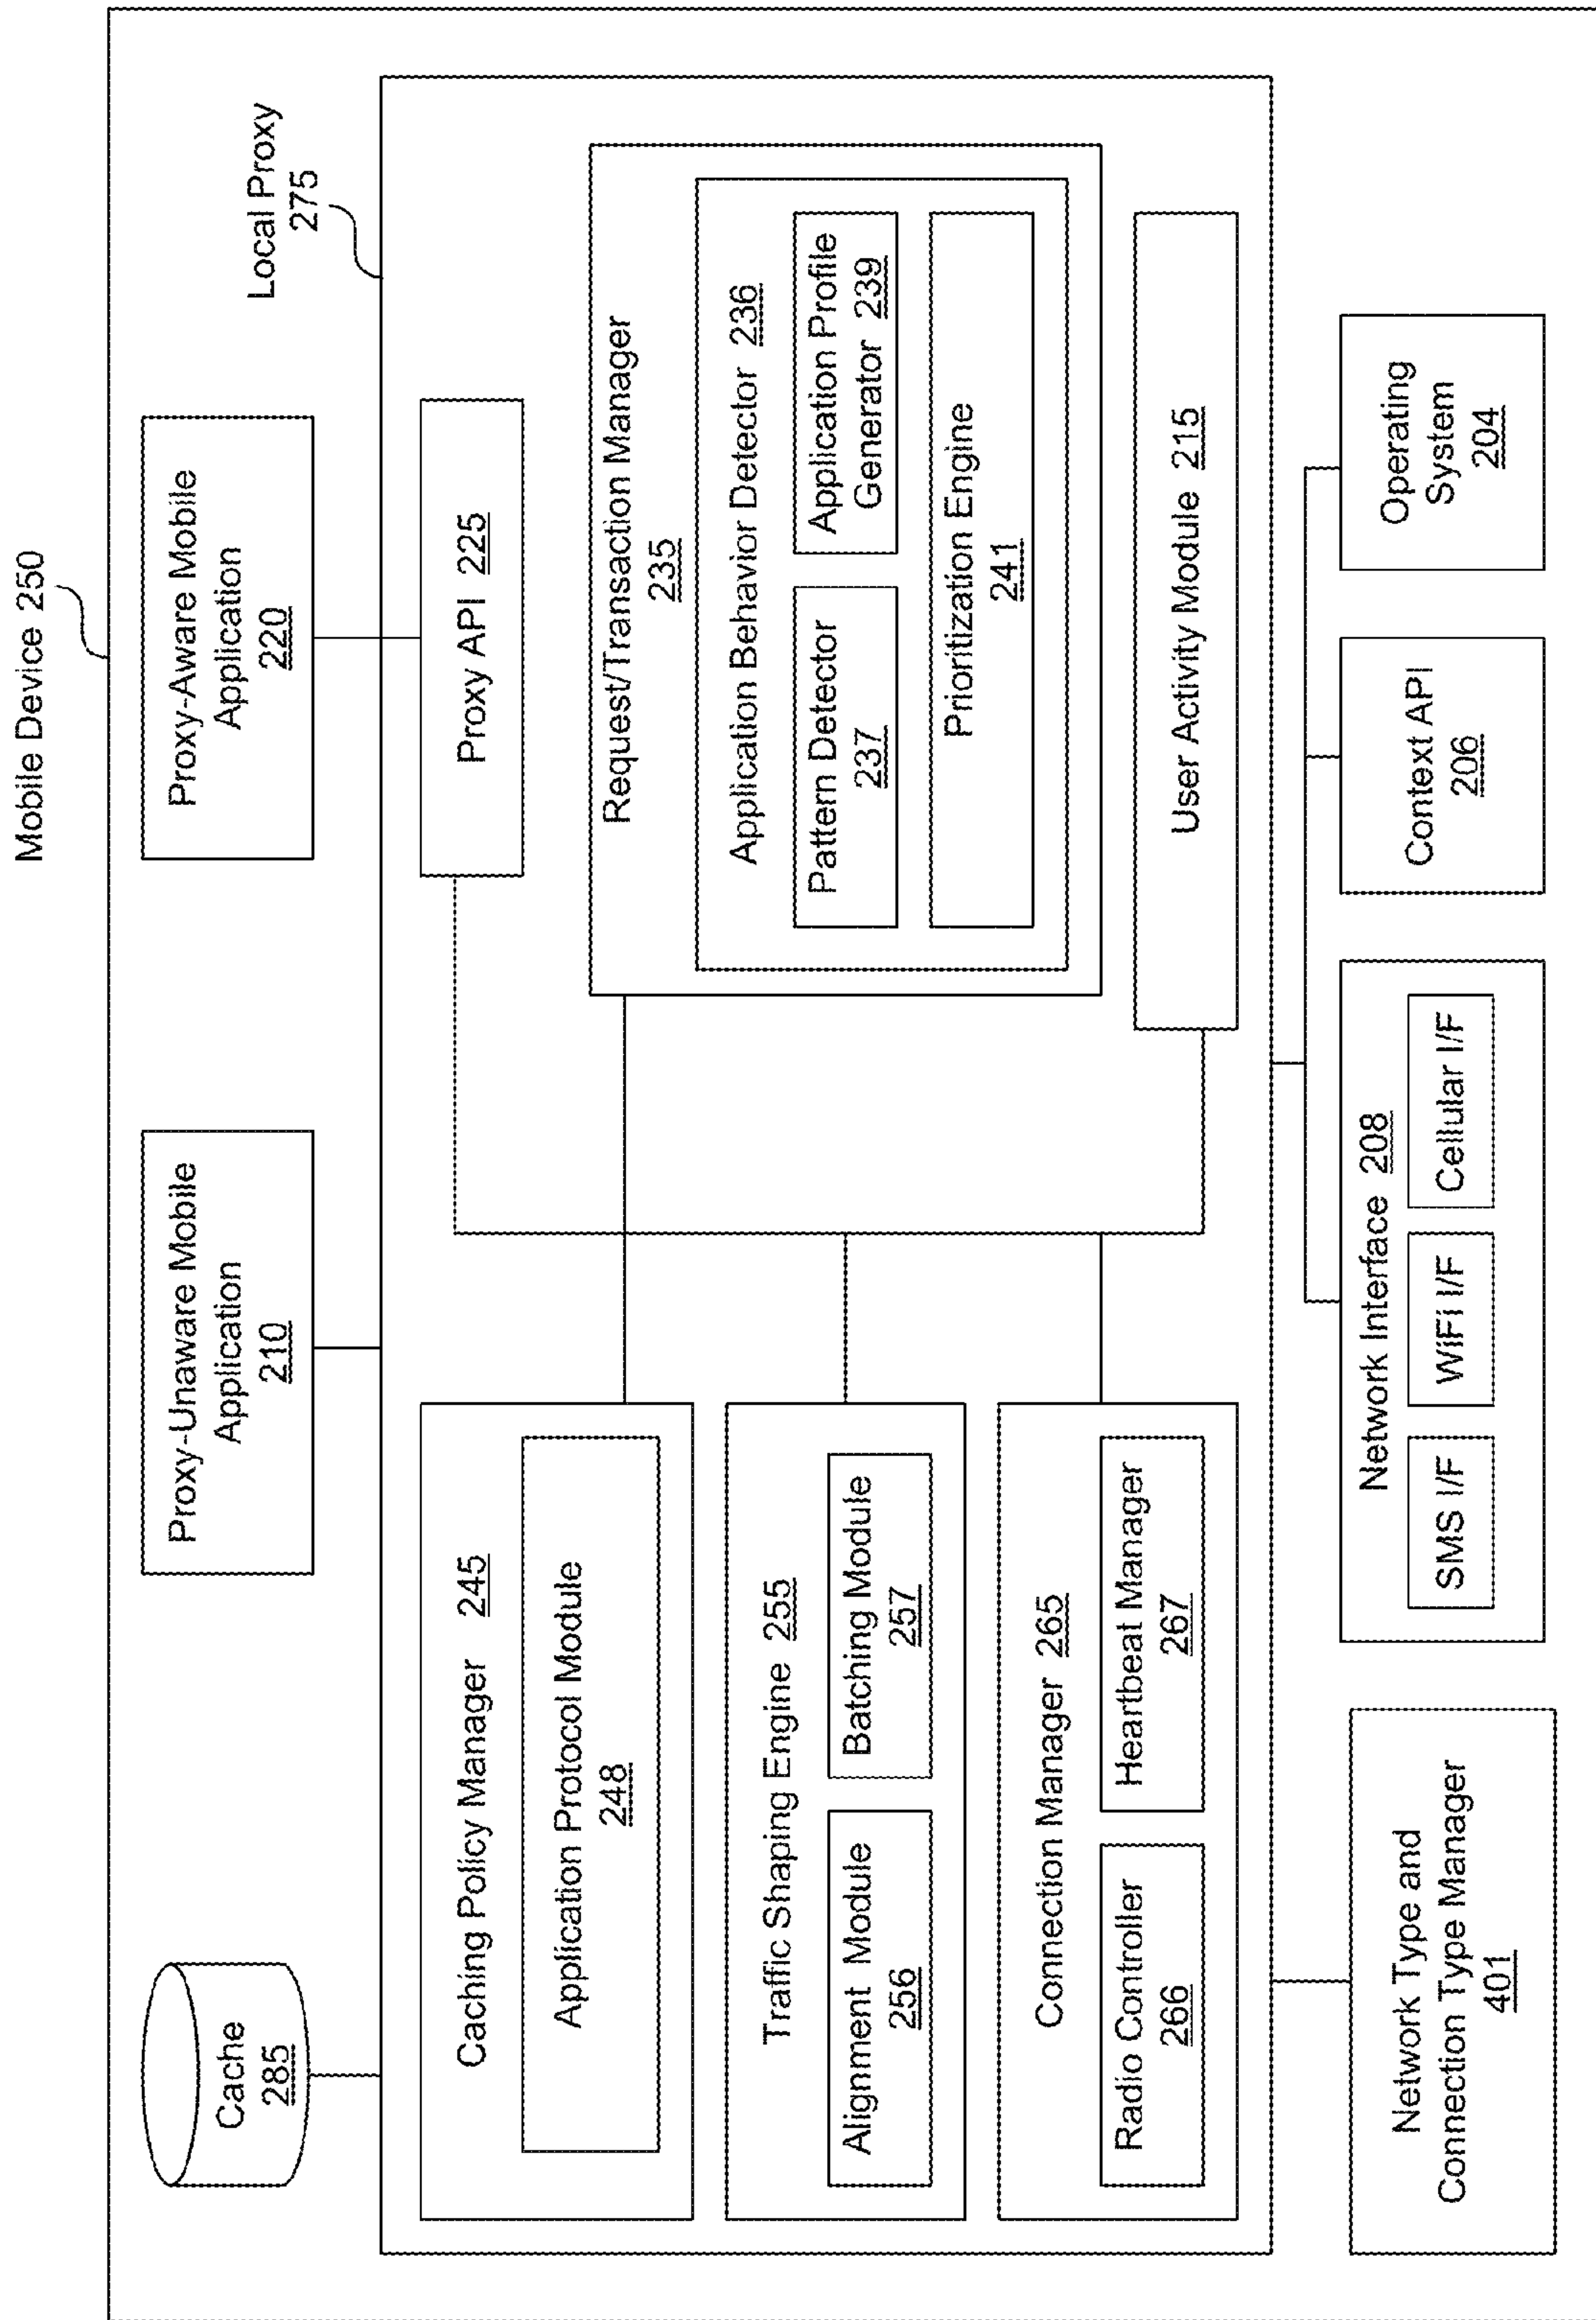 Mobile Device 250
Local Proxy
275
Cache
285
Proxy-Unaware Mobile
Application
210
Proxy-Aware Mobile
Application
220
Caching Policy Manager 245
Application Protocol Module
248
Traffic Shaping Engine 255
Alignment Module
256
Batching Module
257
Connection Manager 265
Radio Controller
266
Heartbeat Manager
267
Proxy API 225
Request/Transaction Manager
235
Application Behavior Detector 236
Pattern Detector
237
Application Profile
Generator 239
Prioritization Engine
241
User Activity Module 215
Network Type and
Connection Type Manager
401
Network Interface 208
SMS I/F
WiFi I/F
Cellular I/F
Context API
206
Operating
System
204